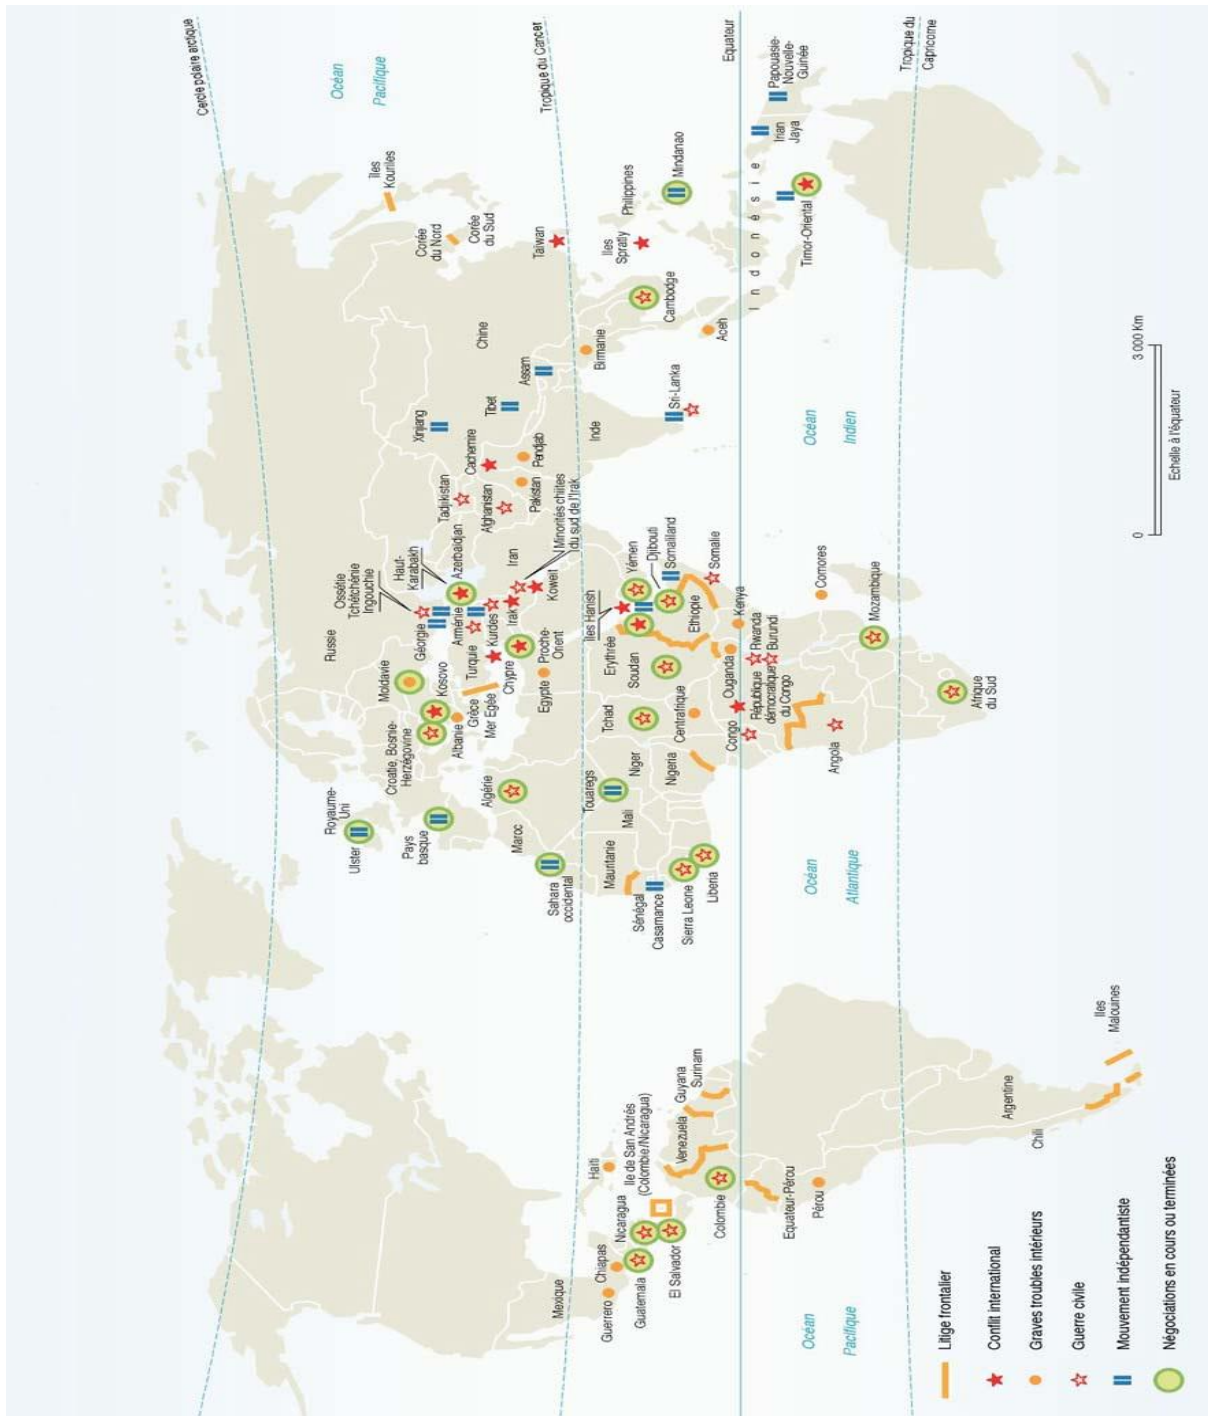 Cercle polaire arctique
Océan
Pacifique
Tropique du Cancer
Equateur
Tropique du
Capricorne
Îles
Kouriles
Corée
du Nord
Corée
du Sud
Taïwan
Philippines
Iles
Spratly
Mindanao
Papouasie-
Nouvelle-
Guinée
Irian
Jaya
Indonésie
Timor-Oriental
Cambodge
Aceh
Chine
Birmanie
Assam
Tibet
Xinjiang
Inde
Sri-Lanka
Océan
Indien
Cachemire
Pendjab
Pakistan
Tadjikistan
Afghanistan
Minorités chiites
du sud de l'Irak
Iran
Koweït
Haut-
Karabakh
Azerbaïdjan
Ossétie
Tchétchénie
Ingouchie
Russie
Géorgie
Arménie
Turquie
Kurdes
Irak
Chypre
Proche-
Orient
Egypte
Moldavie
Kosovo
Croatie, Bosnie-
Herzégovine
Albanie
Grèce
Mer Egée
Royaume-
Uni
Ulster
Pays
basque
Algérie
Maroc
Sahara
occidental
Touaregs
Mali
Niger
Mauritanie
Sénégal
Casamance
Sierra Leone
Liberia
Nigeria
Tchad
Centrafrique
Soudan
Erythrée
Îles Hanish
Yémen
Djibouti
Somaliland
Ethiopie
Somalie
Kenya
Ouganda
Rwanda
Burundi
Congo
République
démocratique
du Congo
Angola
Comores
Mozambique
Afrique
du Sud
Océan
Atlantique
Mexique
Guerrero
Chiapas
Guatemala
Nicaragua
El Salvador
Haïti
Ile de San Andrés
(Colombie/Nicaragua)
Venezuela
Guyana
Surinam
Colombie
Equateur-Pérou
Pérou
Chili
Argentine
Iles
Malouines
Océan
Pacifique
0
3 000 Km
Echelle à l'équateur
Litige frontalier
Conflit international
Graves troubles intérieurs
Guerre civile
Mouvement indépendantiste
Négociations en cours ou terminées